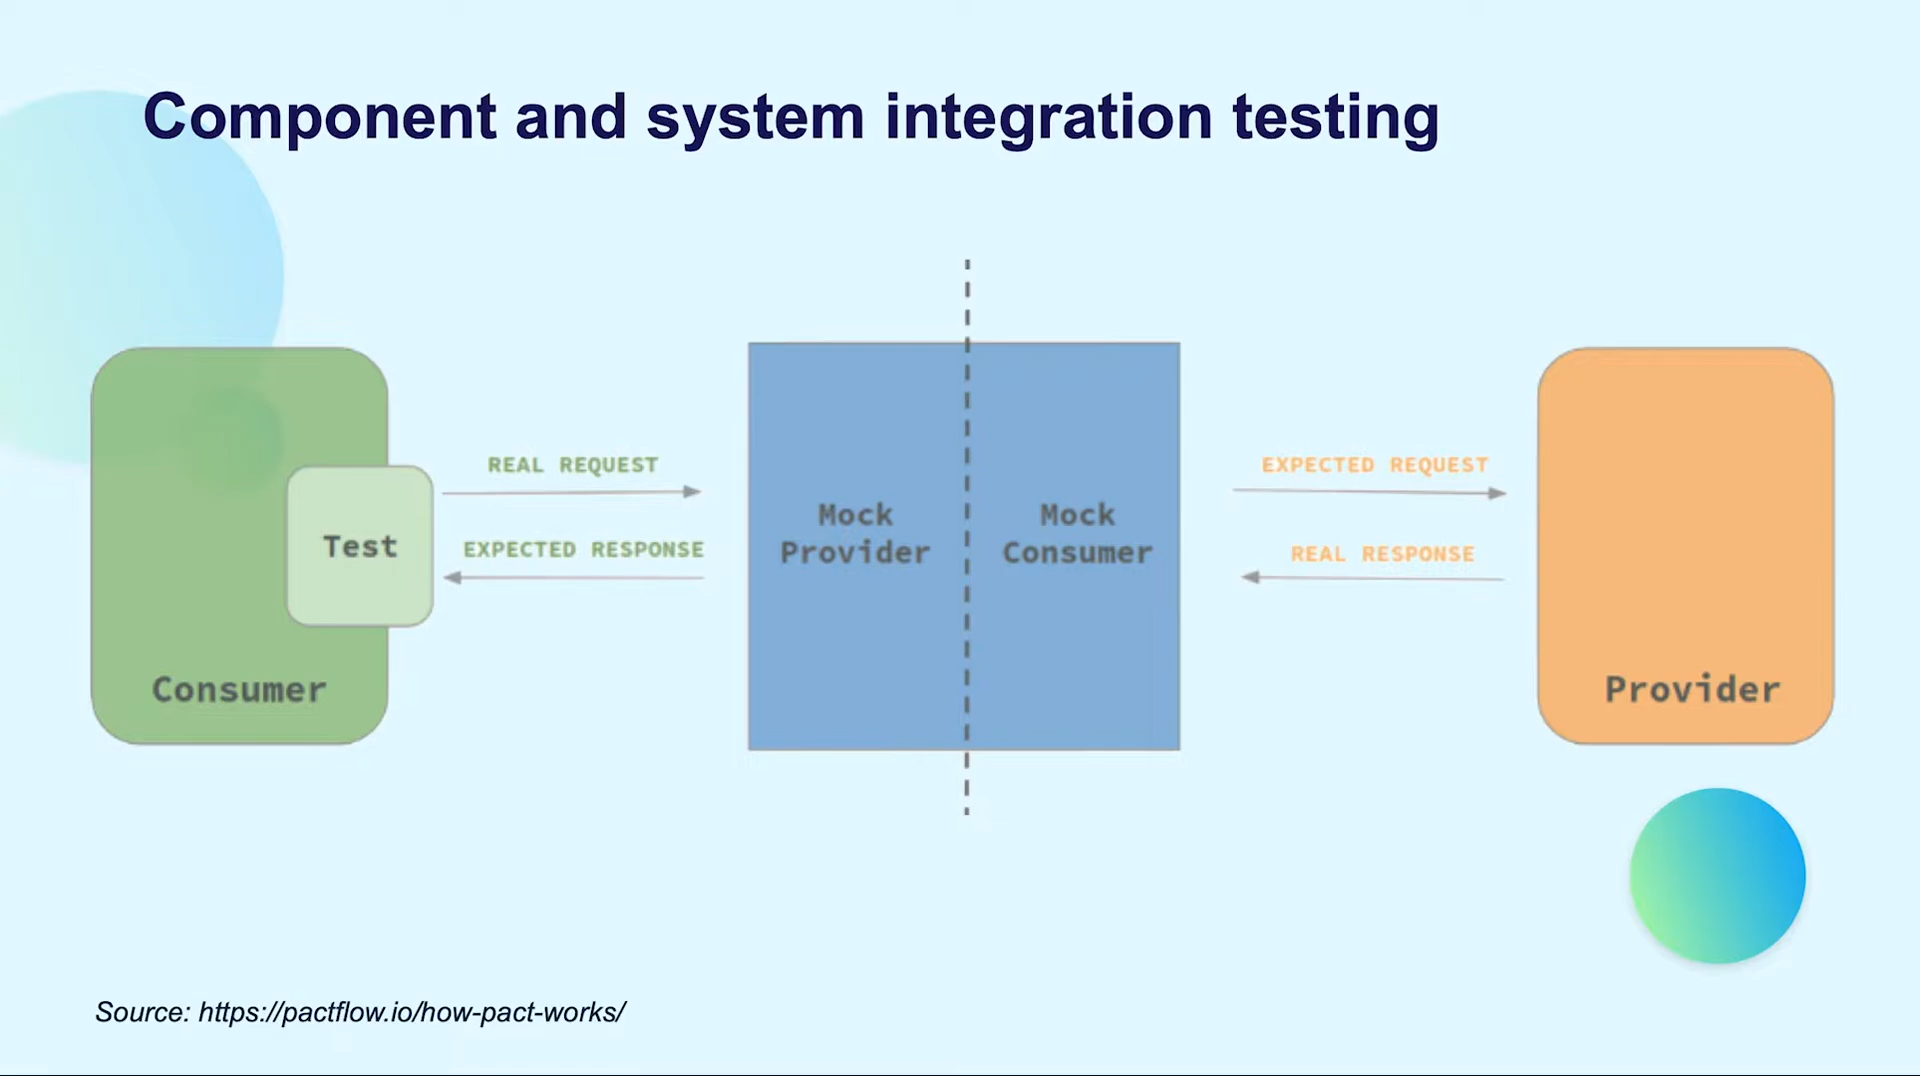 Component and system integration testing
REAL REQUEST
EXPECTED RESPONSE
Test
Consumer
Mock
Provider
Mock
Consumer
EXPECTED REQUEST
REAL RESPONSE
Provider
Source: https://pactflow.io/how-pact-works/